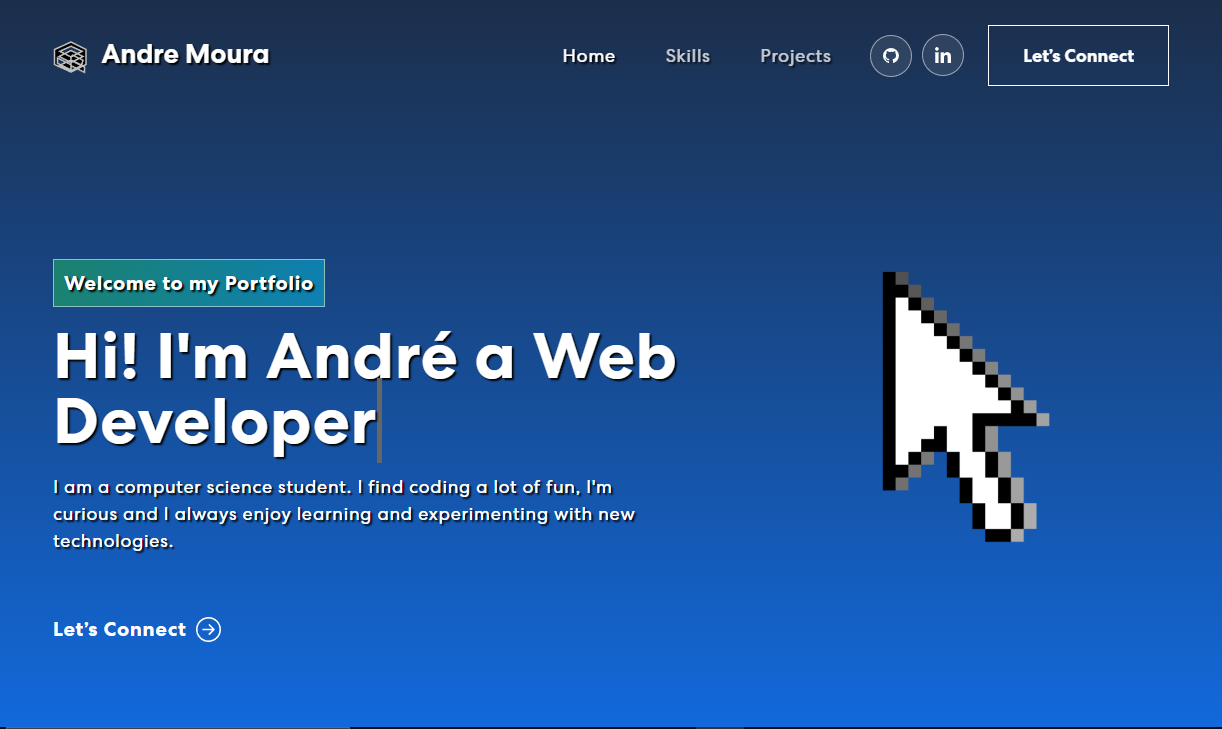 Andre Moura
Home
Skills
Projects
in
Let’s Connect
Welcome to my Portfolio
Hi! I'm André a Web
Developer
I am a computer science student. I find coding a lot of fun, I'm
curious and I always enjoy learning and experimenting with new
technologies.
Let’s Connect